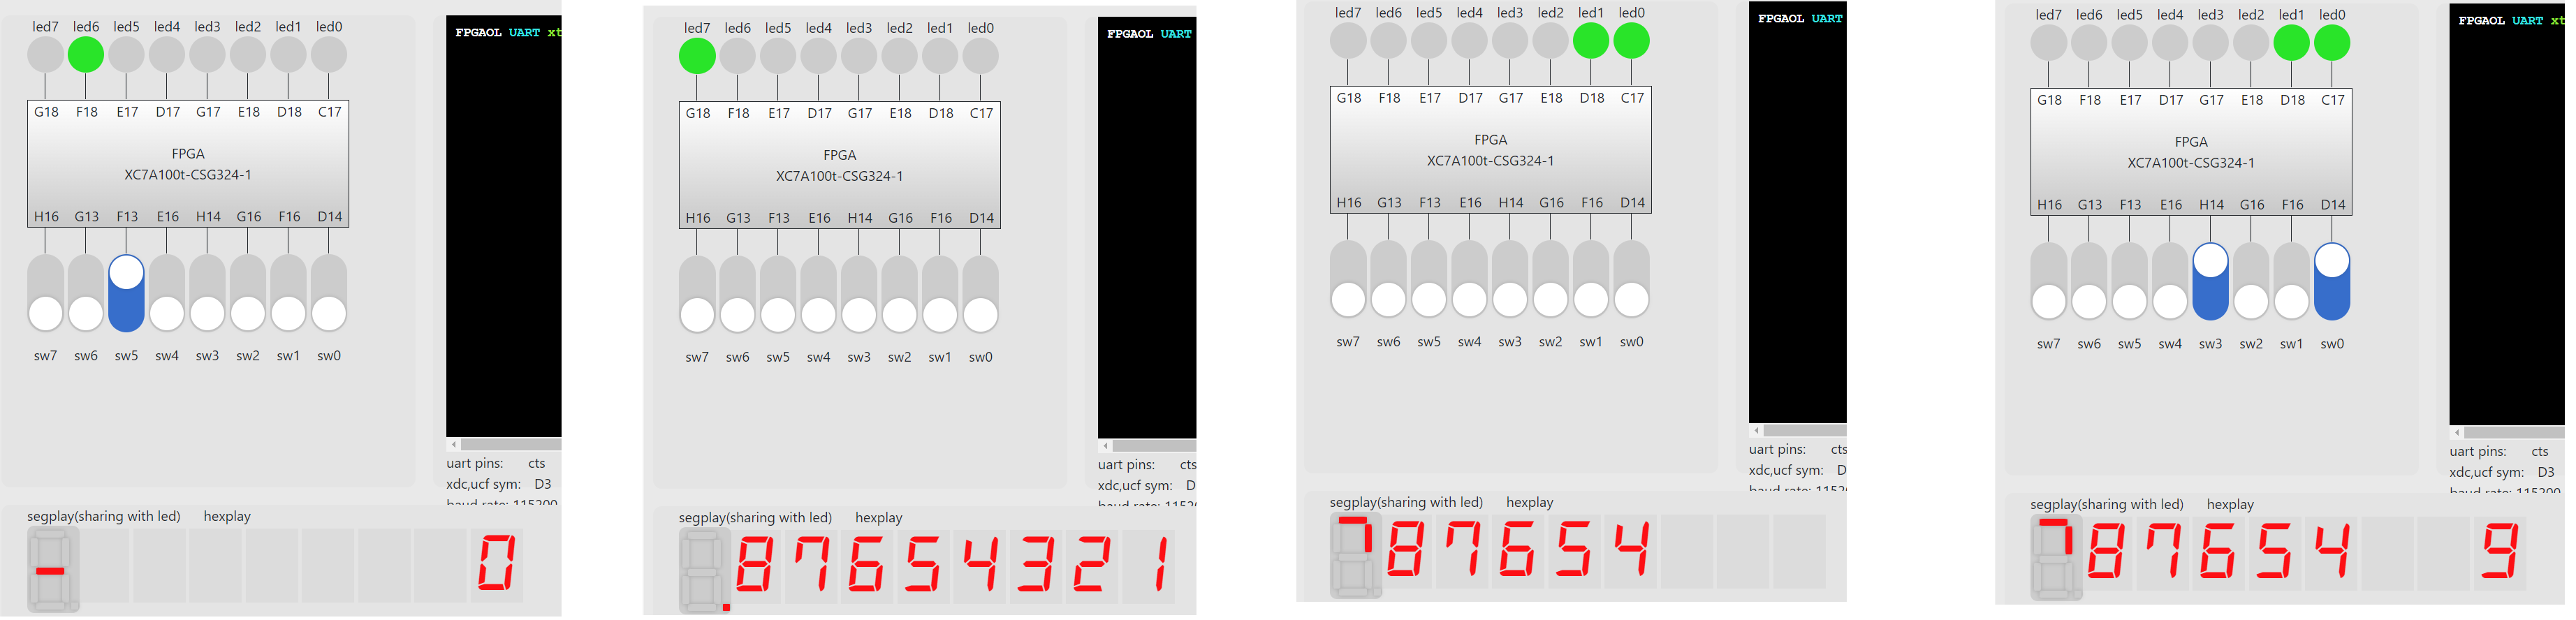 led7 led6 led5 led4 led3 led2 led1 led0
FPGAOL UART xt
G18 F18 E17 D17 G17 E18 D18 C17
FPGA
XC7A100t-CSG324-1
H16 G13 F13 E16 H14 G16 F16 D14
sw7 sw6 sw5 sw4 sw3 sw2 sw1 sw0
uart pins: cts
xdc,ucf sym: D3
baud rate: 115200
segplay(sharing with led) hexplay
0
led7 led6 led5 led4 led3 led2 led1 led0
FPGAOL UART
G18 F18 E17 D17 G17 E18 D18 C17
FPGA
XC7A100t-CSG324-1
H16 G13 F13 E16 H14 G16 F16 D14
sw7 sw6 sw5 sw4 sw3 sw2 sw1 sw0
uart pins: cts
xdc,ucf sym: D
segplay(sharing with led) hexplay
8 7 6 5 4 3 2 1
led7 led6 led5 led4 led3 led2 led1 led0
FPGAOL UART
G18 F18 E17 D17 G17 E18 D18 C17
FPGA
XC7A100t-CSG324-1
H16 G13 F13 E16 H14 G16 F16 D14
sw7 sw6 sw5 sw4 sw3 sw2 sw1 sw0
uart pins: cts
xdc,ucf sym: D
segplay(sharing with led) hexplay
8 7 6 5 4
led7 led6 led5 led4 led3 led2 led1 led0
FPGAOL UART xt
G18 F18 E17 D17 G17 E18 D18 C17
FPGA
XC7A100t-CSG324-1
H16 G13 F13 E16 H14 G16 F16 D14
sw7 sw6 sw5 sw4 sw3 sw2 sw1 sw0
uart pins: cts
xdc,ucf sym: D3
segplay(sharing with led) hexplay
8 7 6 5 4 9